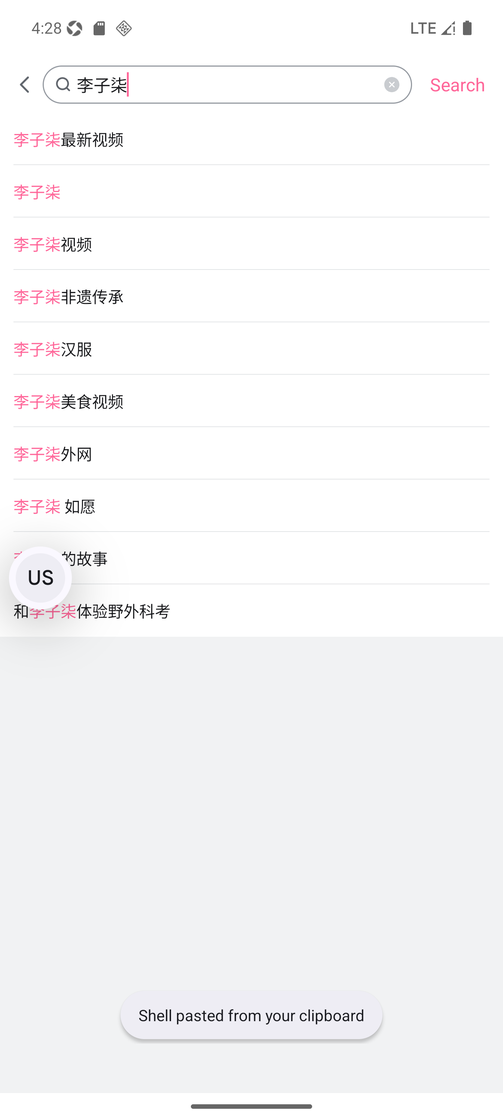 4:28
LTE
李子柒
Search
李子柒最新视频
李子柒
李子柒视频
李子柒非遗传承
李子柒汉服
李子柒美食视频
李子柒外网
李子柒 如愿
的故事
US
和李子柒体验野外科考
Shell pasted from your clipboard